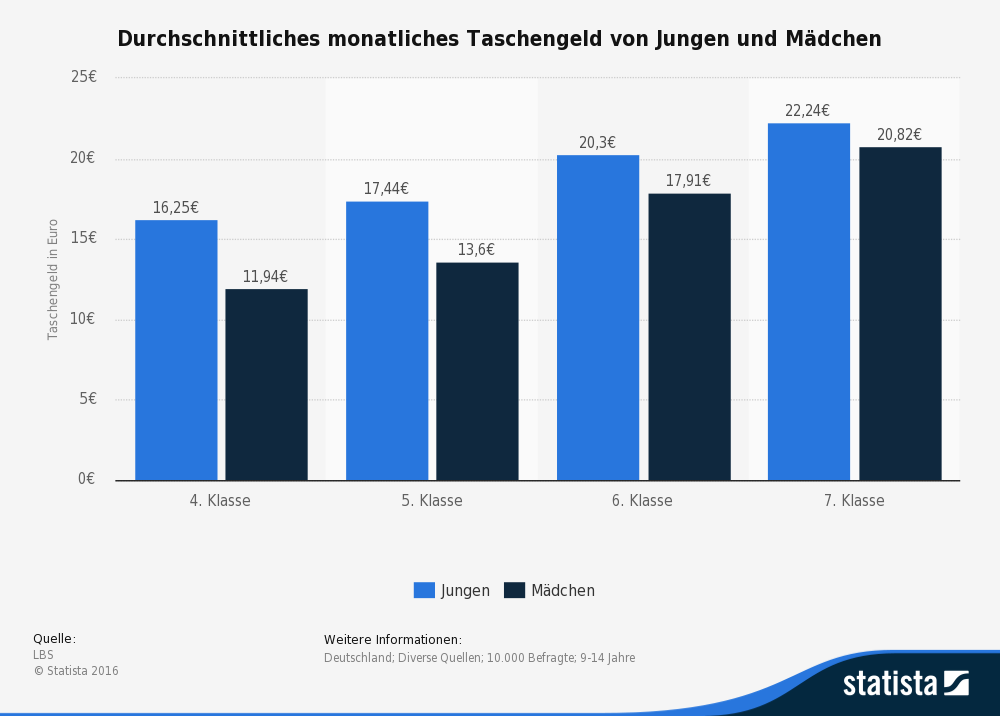 Durchschnittliches monatliches Taschengeld von Jungen und Mädchen
Taschengeld in Euro
25€
20€
15€
10€
5€
0€
16,25€
11,94€
17,44€
13,6€
20,3€
17,91€
22,24€
20,82€
4. Klasse
5. Klasse
6. Klasse
7. Klasse
Jungen
Mädchen
Quelle:
LBS
© Statista 2016
Weitere Informationen:
Deutschland; Diverse Quellen; 10.000 Befragte; 9-14 Jahre
statista